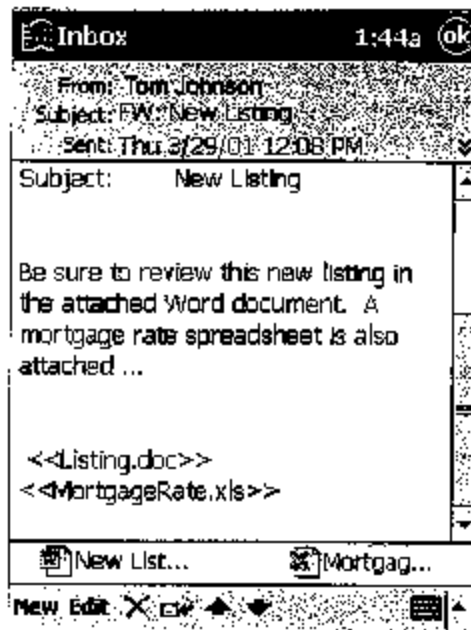 Inbox 1:44a ok
From: Tom Johnson
Subject: FW: New Listing
Sent: Thu 3/29/01 12:08 PM
Subject: New Listing
Be sure to review this new listing in
the attached Word document. A
mortgage rate spreadsheet is also
attached ...
<<Listing.doc>>
<<MortgageRate.xls>>
New List... Mortgag...
New Edit